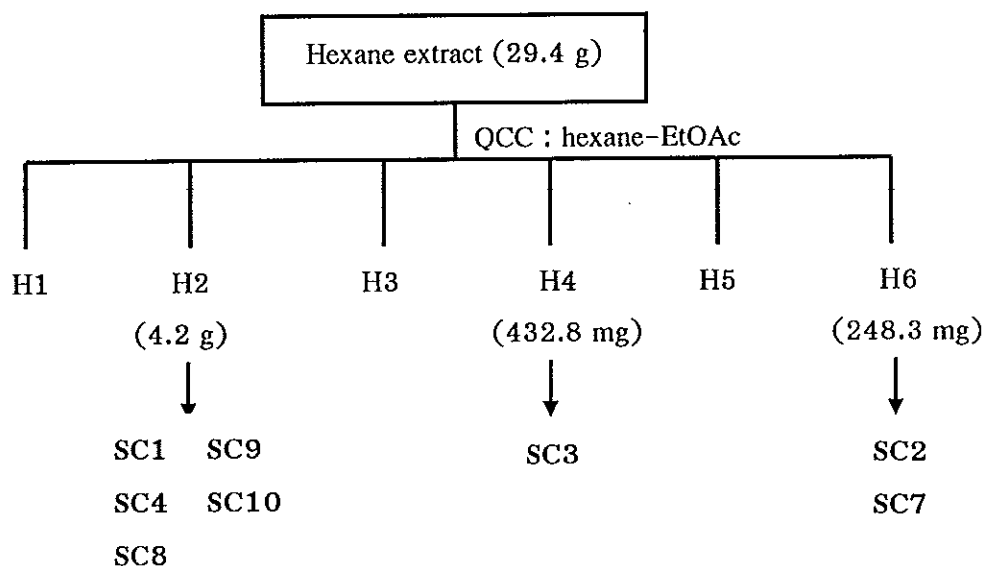 Hexane extract (29.4 g)
QCC : hexane-EtOAc
H1 H2 H3 H4 H5 H6
(4.2 g) (432.8 mg) (248.3 mg)
SC1 SC9 SC3 SC2
SC4 SC10 SC7
SC8